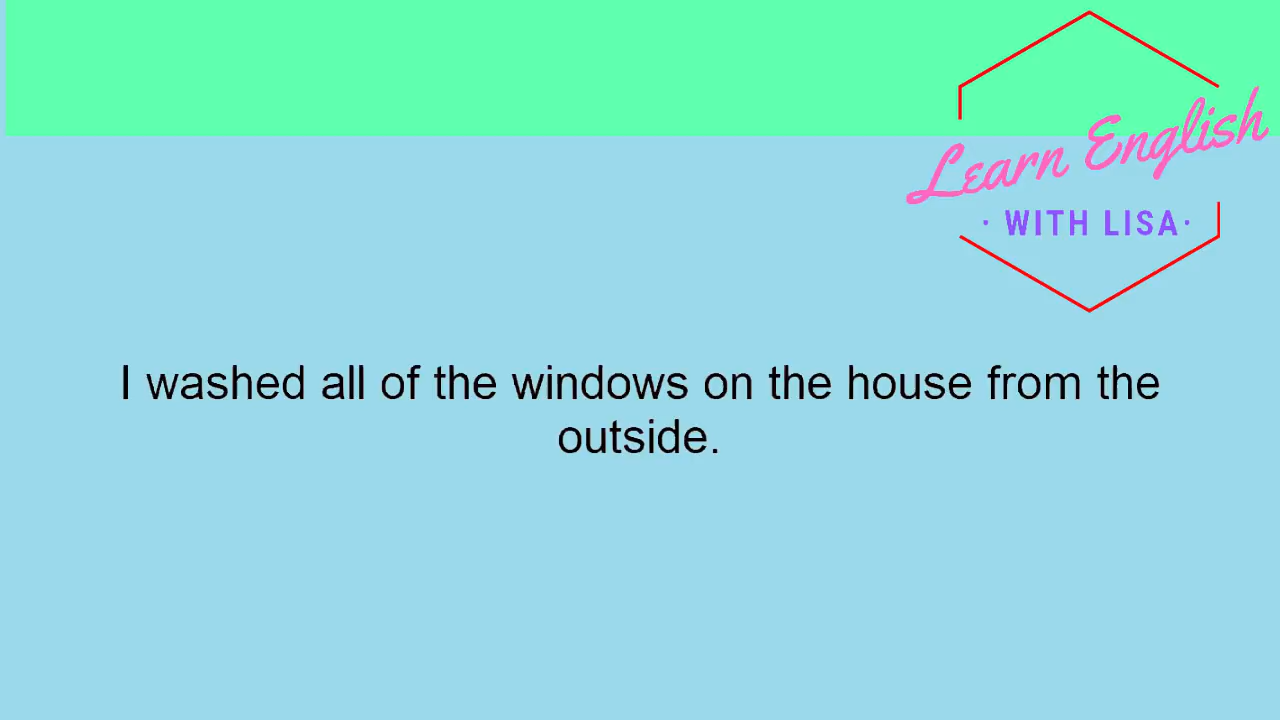 Learn English
· WITH LISA·
I washed all of the windows on the house from the
outside.